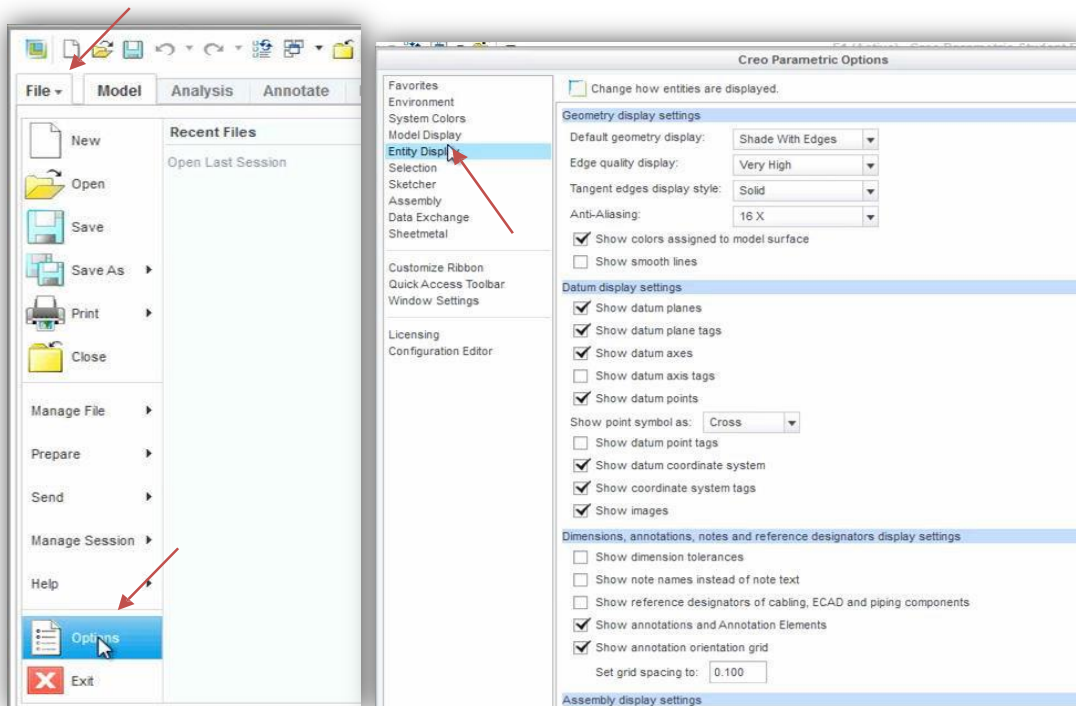 File
Model
Analysis
Annotate
New
Open
Save
Save As
Print
Close
Manage File
Prepare
Send
Manage Session
Help
Options
Exit
Recent Files
Open Last Session
Creo Parametric Options
Favorites
Environment
System Colors
Model Display
Entity Display
Selection
Sketcher
Assembly
Data Exchange
Sheetmetal
Customize Ribbon
Quick Access Toolbar
Window Settings
Licensing
Configuration Editor
Change how entities are displayed.
Geometry display settings
Default geometry display: Shade With Edges
Edge quality display: Very High
Tangent edges display style: Solid
Anti-Aliasing: 16 X
Show colors assigned to model surface
Show smooth lines
Datum display settings
Show datum planes
Show datum plane tags
Show datum axes
Show datum axis tags
Show datum points
Show point symbol as: Cross
Show datum point tags
Show datum coordinate system
Show coordinate system tags
Show images
Dimensions, annotations, notes and reference designators display settings
Show dimension tolerances
Show note names instead of note text
Show reference designators of cabling, ECAD and piping components
Show annotations and Annotation Elements
Show annotation orientation grid
Set grid spacing to: 0.100
Assembly display settings